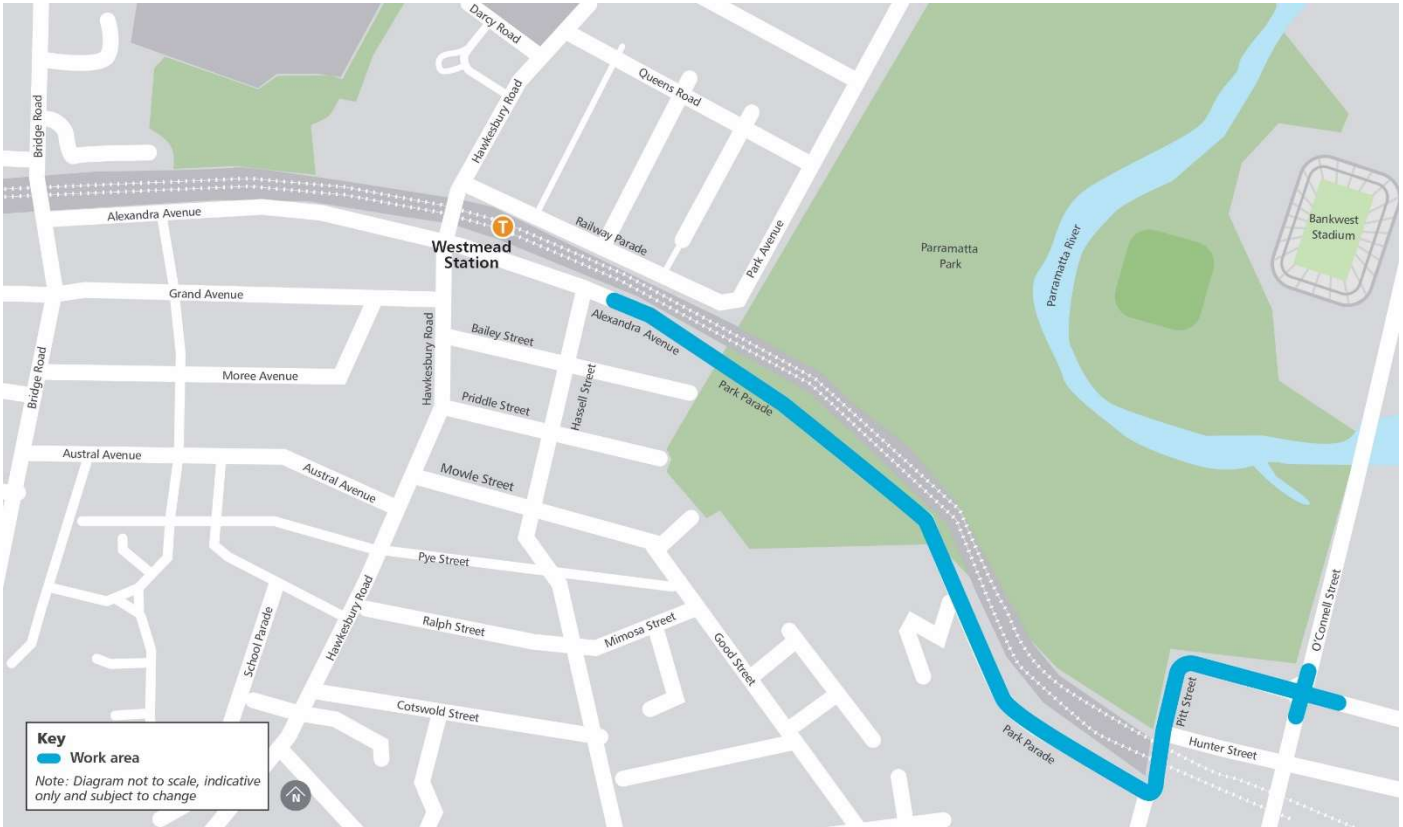 Darcy Road
Queens Road
Bridge Road
Hawkesbury Road
Alexandra Avenue
T
Westmead
Station
Railway Parade
Park Avenue
Parramatta
Park
Parramatta River
Bankwest
Stadium
Grand Avenue
Bailey Street
Alexandra Avenue
Hawkesbury Road
Moree Avenue
Bridge Road
Hassell Street
Park Parade
Priddle Street
Austral Avenue
Austral Avenue
Mowle Street
Pye Street
Hawkesbury Road
School Parade
Ralph Street
Mimosa Street
Good Street
O'Connell Street
Cotswold Street
Pitt Street
Park Parade
Hunter Street
Key
Work area
Note: Diagram not to scale, indicative
only and subject to change
N